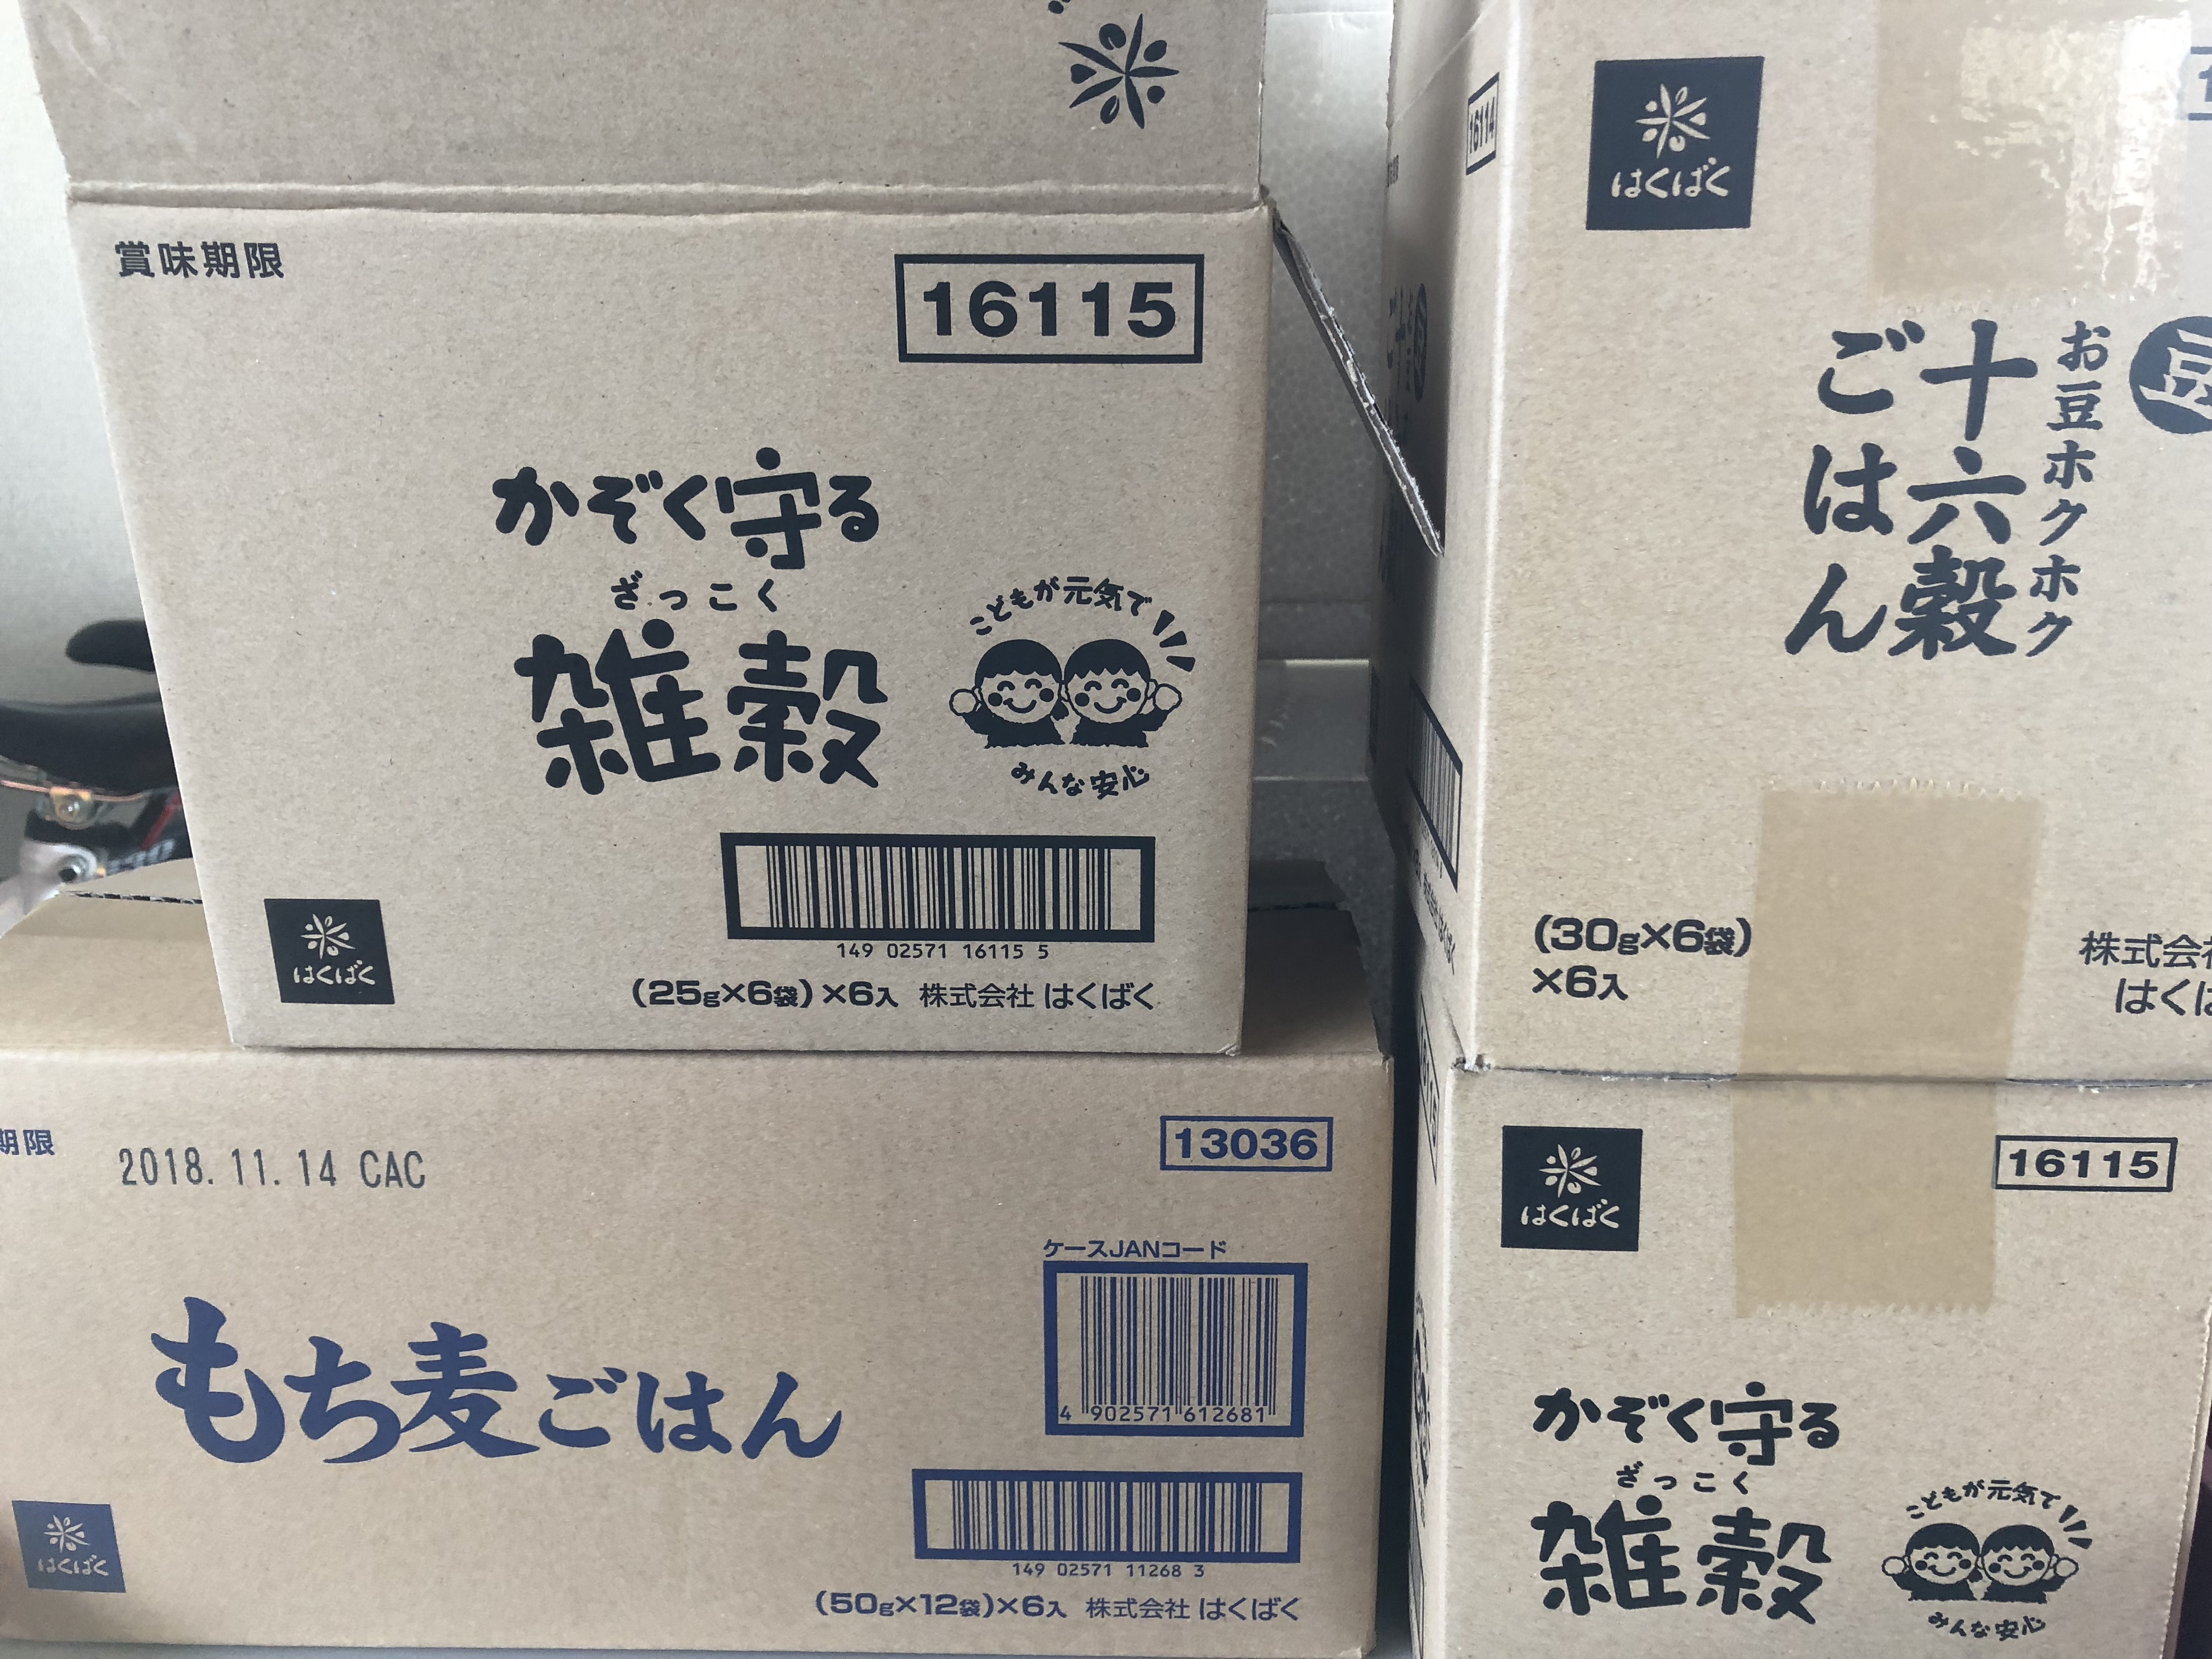 賞味期限
16115
かぞく守る
ざっこく
雑穀
こどもが元気で
みんな安心
149 02571 16115 5
はくばく
(25g×6袋)×6入 株式会社 はくばく
期限
2018.11.14 CAC
13036
ケースJANコード
4 902571 612681
もち麦ごはん
149 02571 11268 3
はくばく
(50g×12袋)×6入 株式会社 はくばく
16114
はくばく
豆
お豆ホクホク
十六穀
ごはん
(30g×6袋)
×6入
株式会
はく
はくばく
16115
かぞく守る
ざっこく
雑穀
こどもが元気で
みんな安心